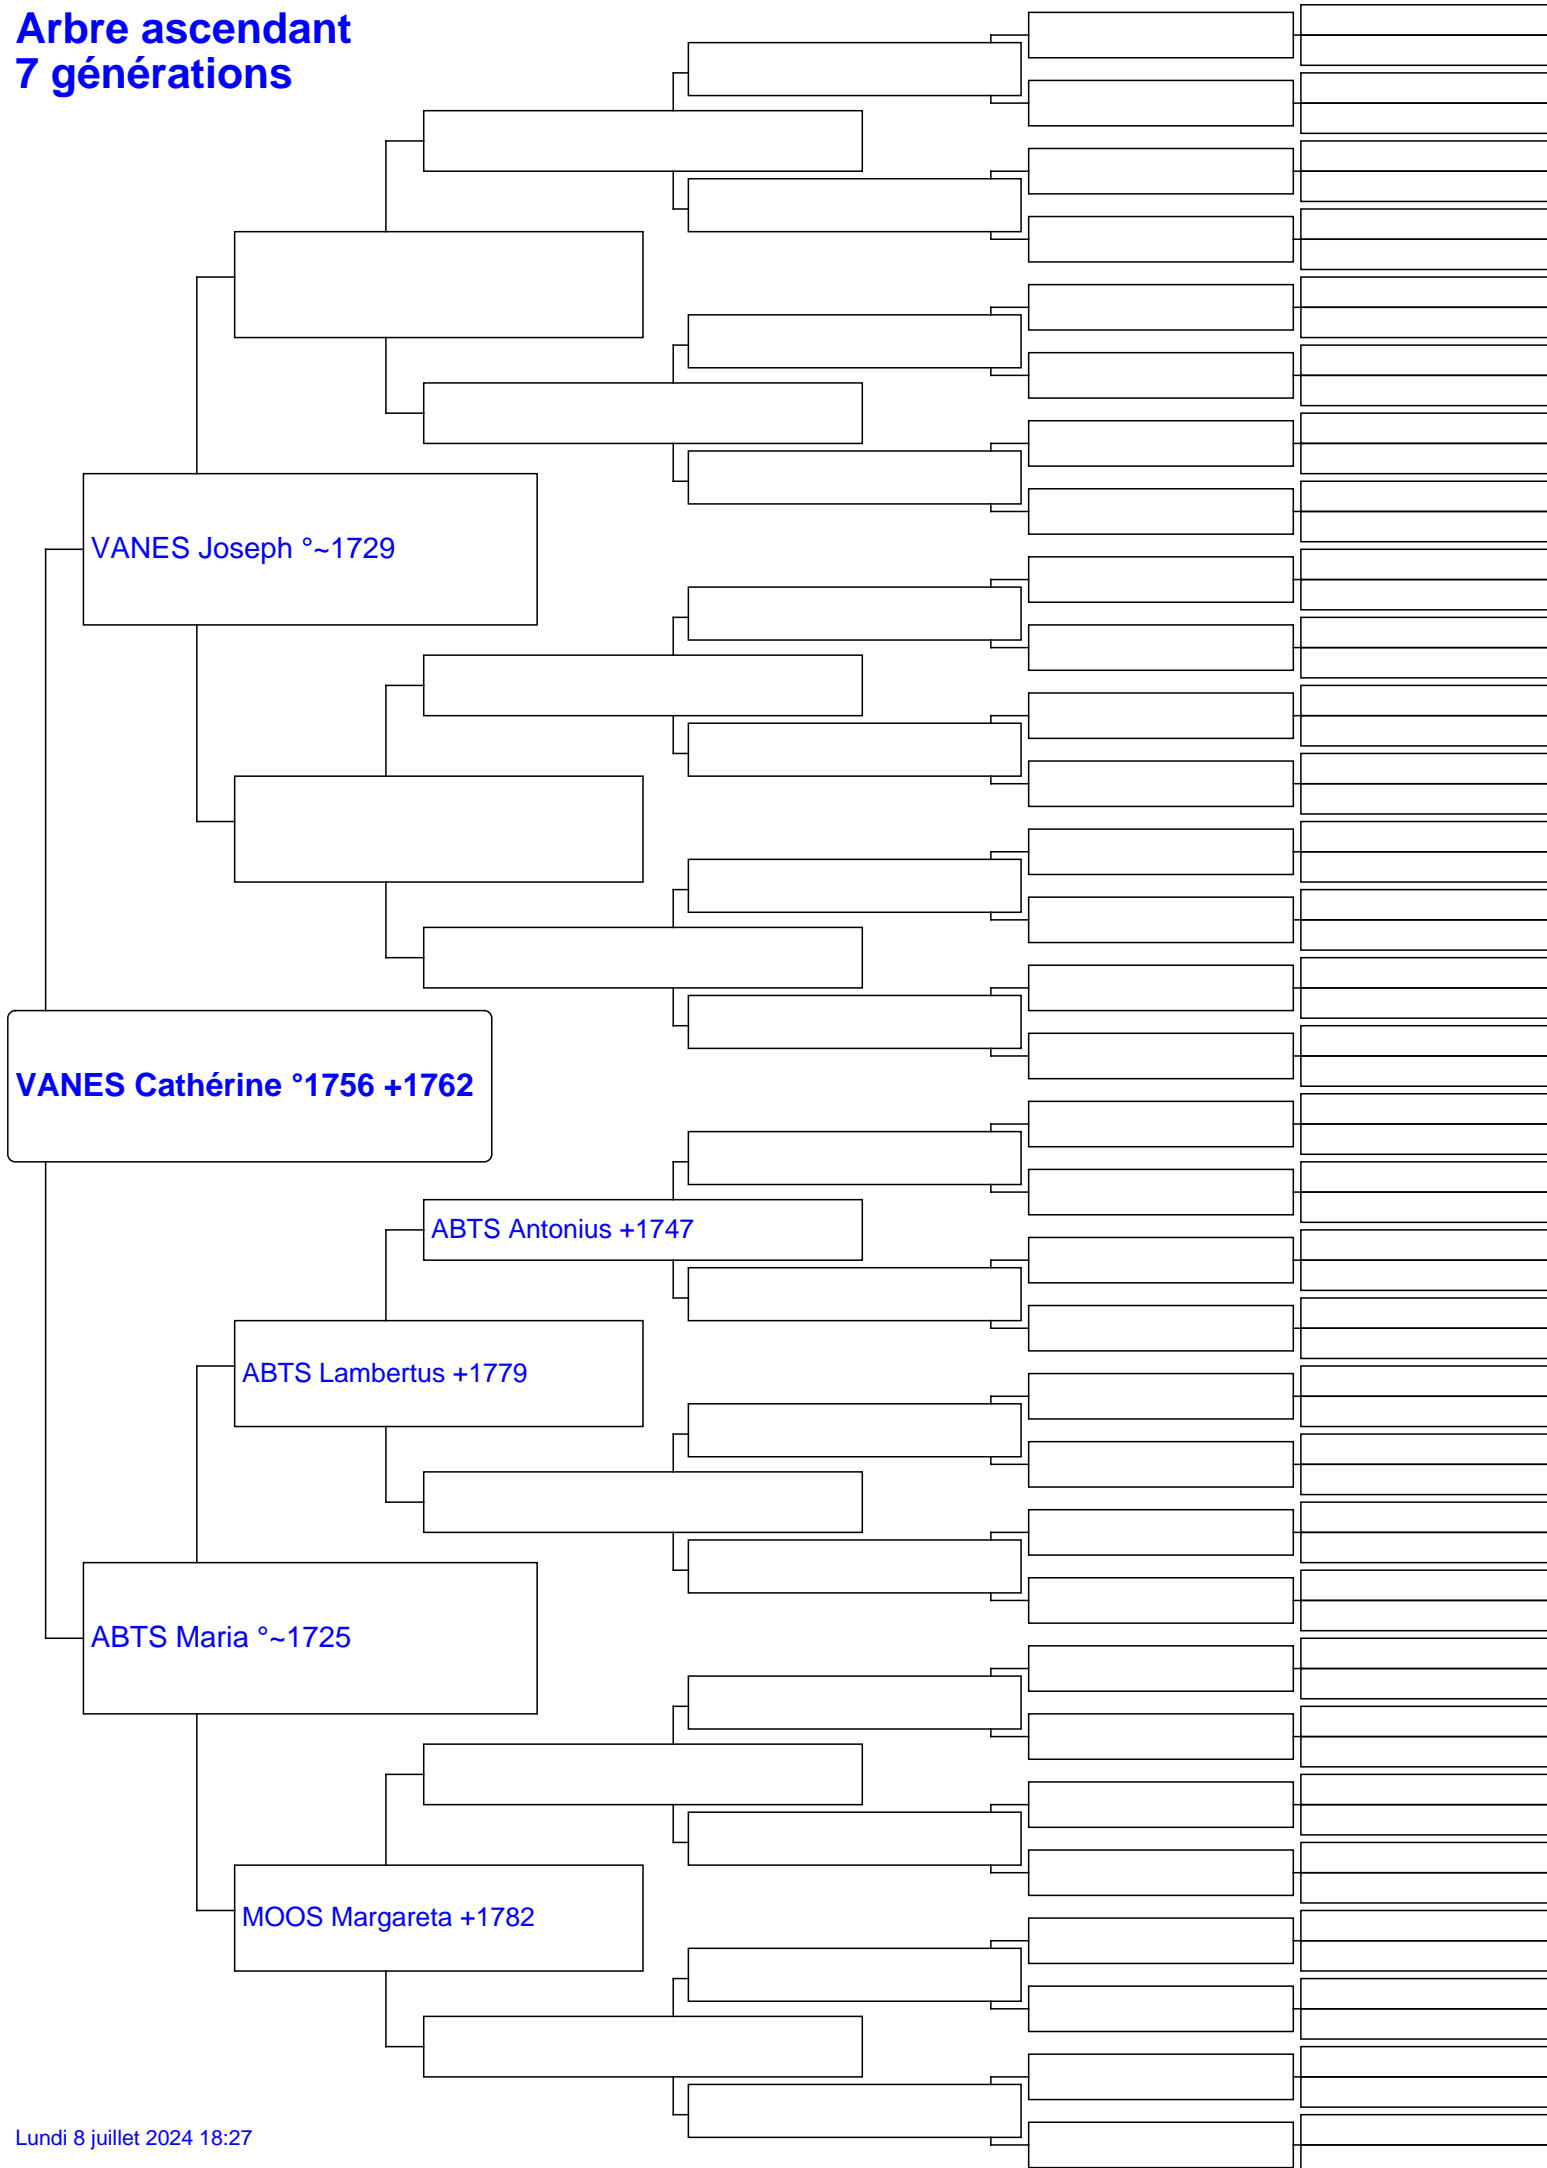 Arbre ascendant
7 générations
VANES Joseph °~1729
VANES Cathérine °1756 +1762
ABTS Antonius +1747
ABTS Lambertus +1779
ABTS Maria °~1725
MOOS Margareta +1782
Lundi 8 juillet 2024 18:27